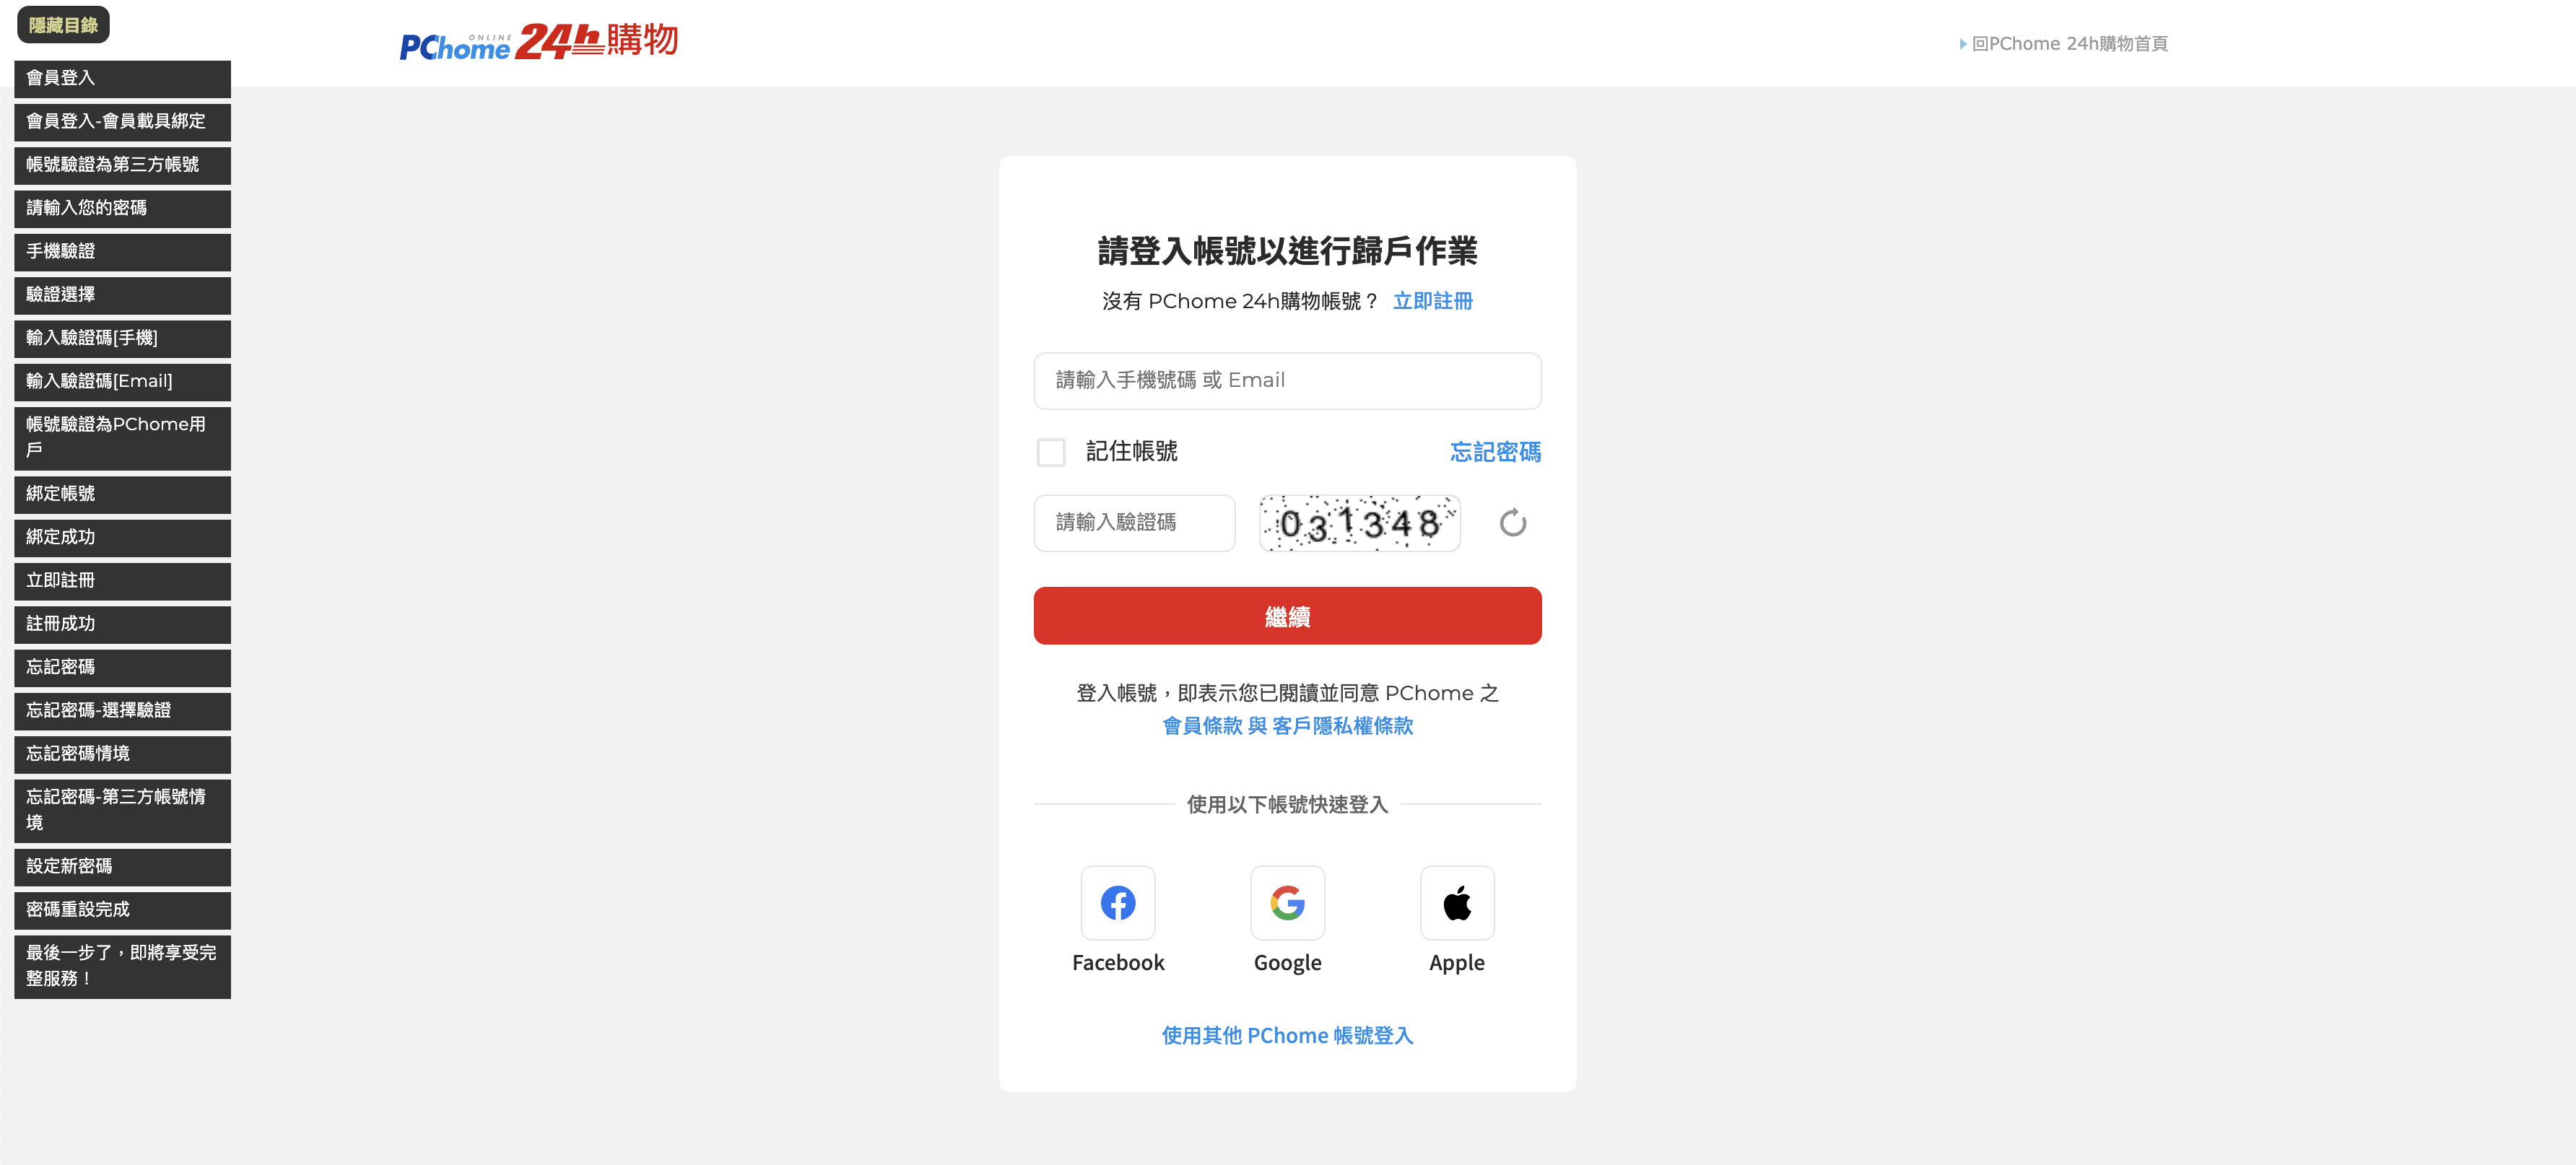 隱藏目錄
會員登入
會員登入-會員載具綁定
帳號驗證為第三方帳號
請輸入您的密碼
手機驗證
驗證選擇
輸入驗證碼[手機]
輸入驗證碼[Email]
帳號驗證為PChome用
戶
綁定帳號
綁定成功
立即註冊
註冊成功
忘記密碼
忘記密碼-選擇驗證
忘記密碼情境
忘記密碼-第三方帳號情
境
設定新密碼
密碼重設完成
最後一步了，即將享受完
整服務！
PChome ONLINE 24h購物
回PChome 24h購物首頁
請登入帳號以進行歸戶作業
沒有 PChome 24h購物帳號？ 立即註冊
請輸入手機號碼 或 Email
記住帳號 忘記密碼
請輸入驗證碼 031348
繼續
登入帳號，即表示您已閱讀並同意 PChome 之
會員條款 與 客戶隱私權條款
使用以下帳號快速登入
Facebook Google Apple
使用其他 PChome 帳號登入